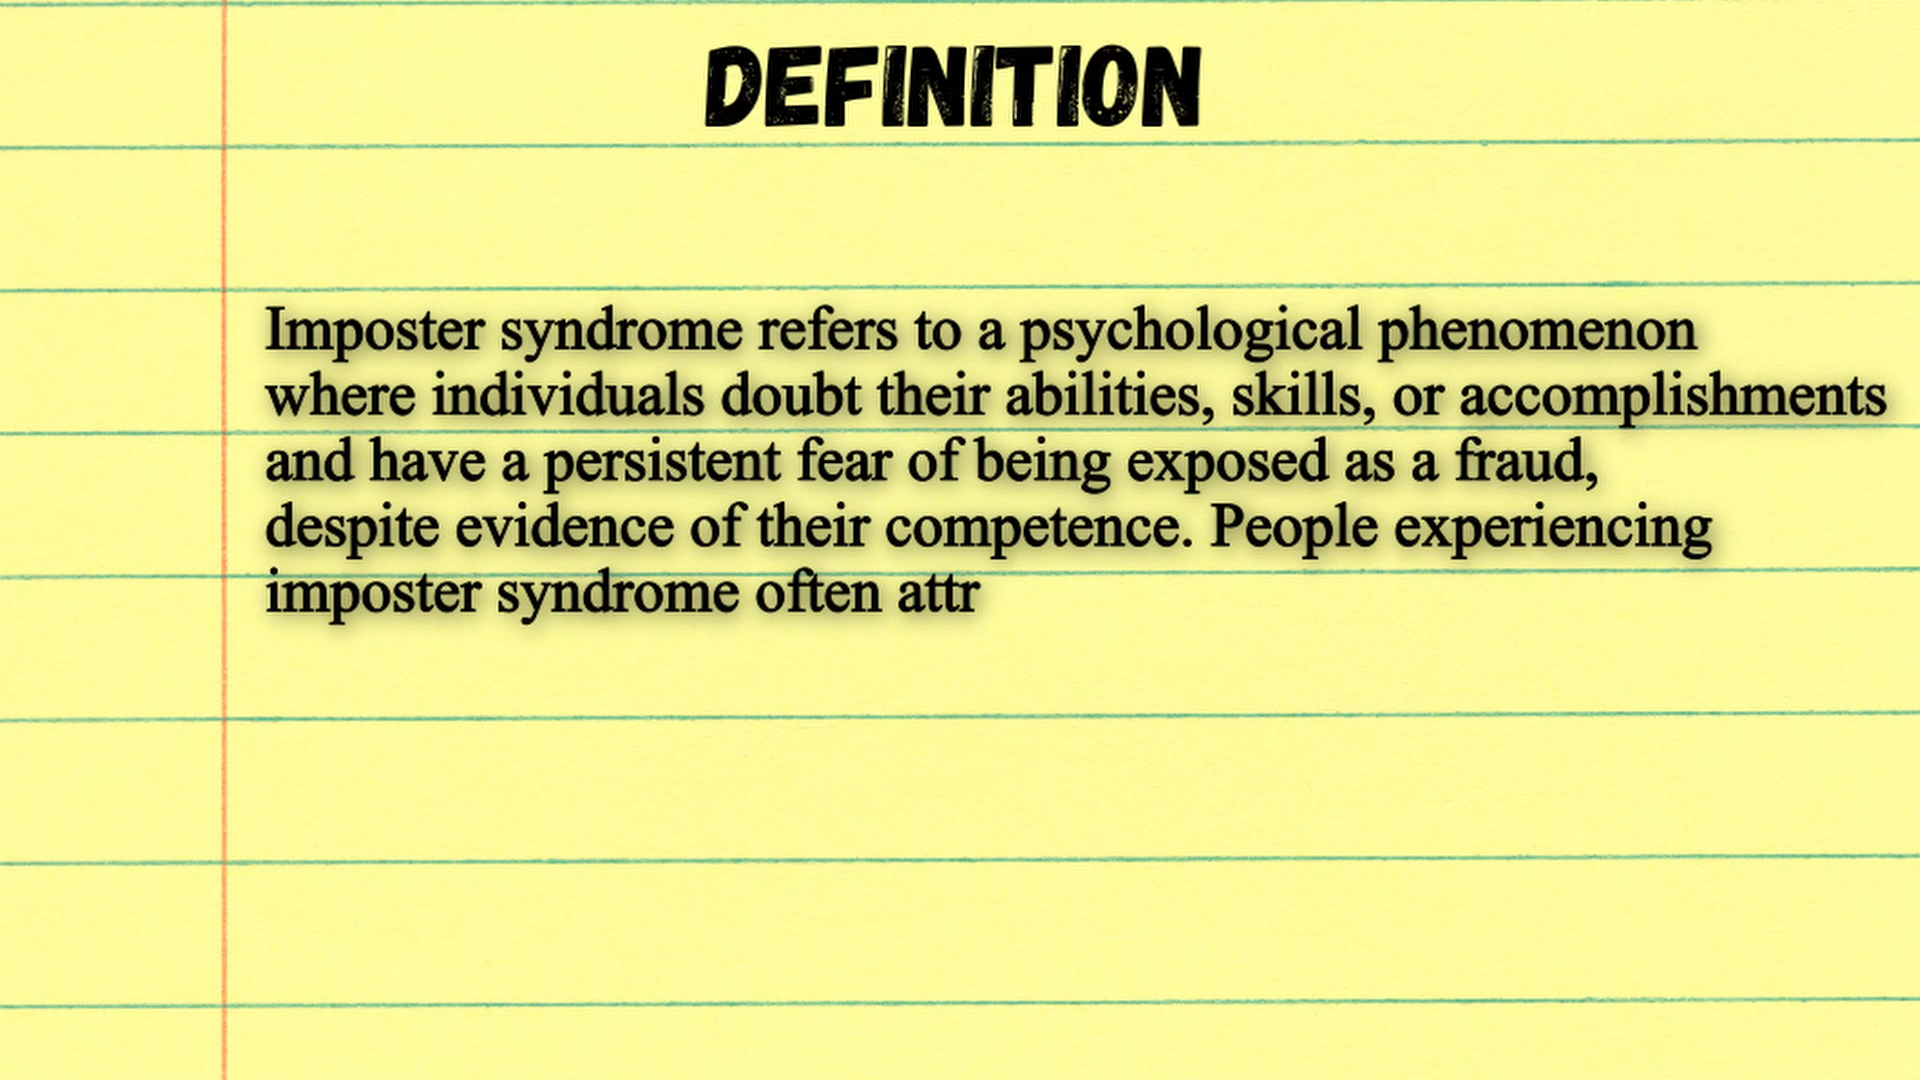 DEFINITION
Imposter syndrome refers to a psychological phenomenon
where individuals doubt their abilities, skills, or accomplishments
and have a persistent fear of being exposed as a fraud,
despite evidence of their competence. People experiencing
imposter syndrome often attr